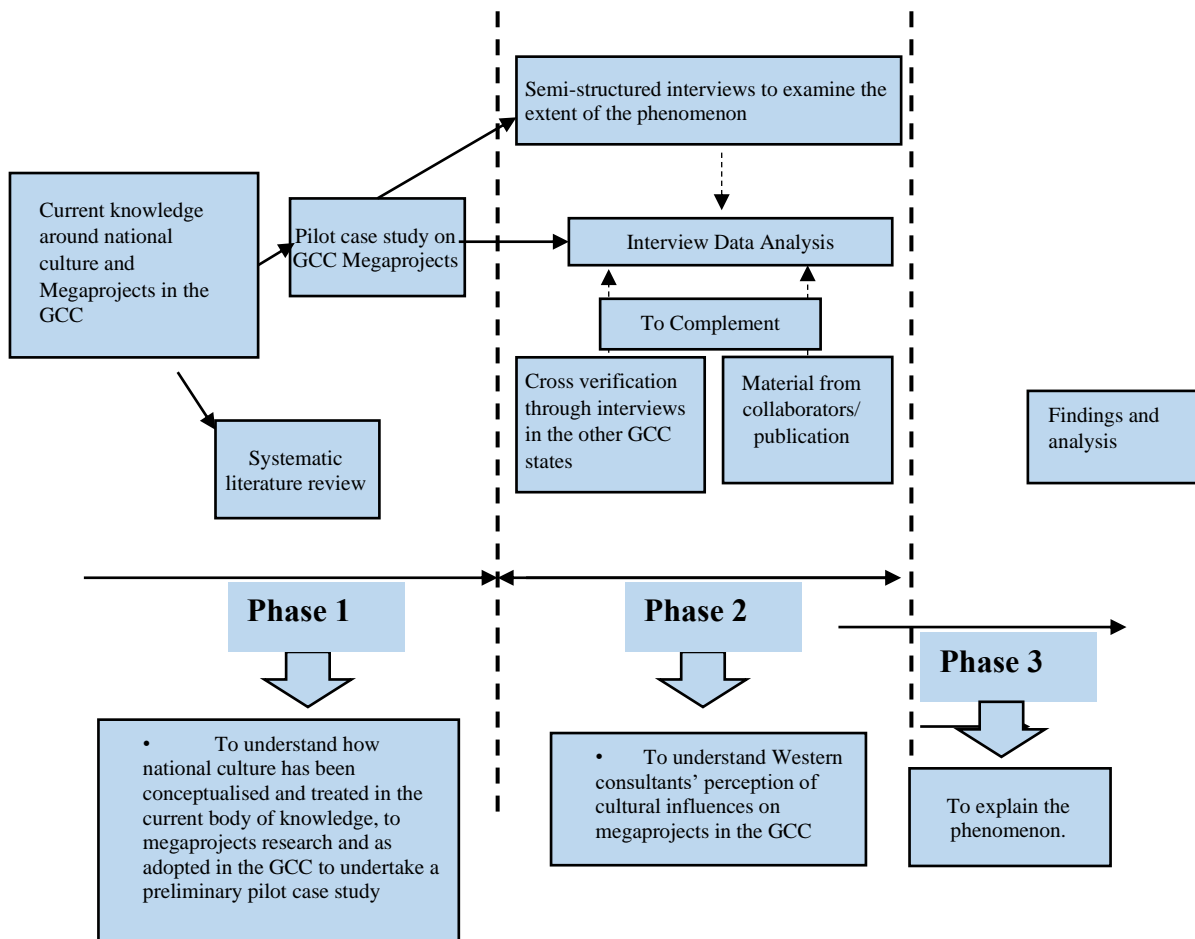 Semi-structured interviews to examine the
extent of the phenomenon
Current knowledge
around national
culture and
Megaprojects in the
GCC
Pilot case study on
GCC Megaprojects
Interview Data Analysis
To Complement
Cross verification
through interviews
in the other GCC
states
Material from
collaborators/
publication
Findings and
analysis
Systematic
literature review
Phase 1
Phase 2
Phase 3
• To understand how
national culture has been
conceptualised and treated in the
current body of knowledge, to
megaprojects research and as
adopted in the GCC to undertake a
preliminary pilot case study
• To understand Western
consultants’ perception of
cultural influences on
megaprojects in the GCC
To explain the
phenomenon.